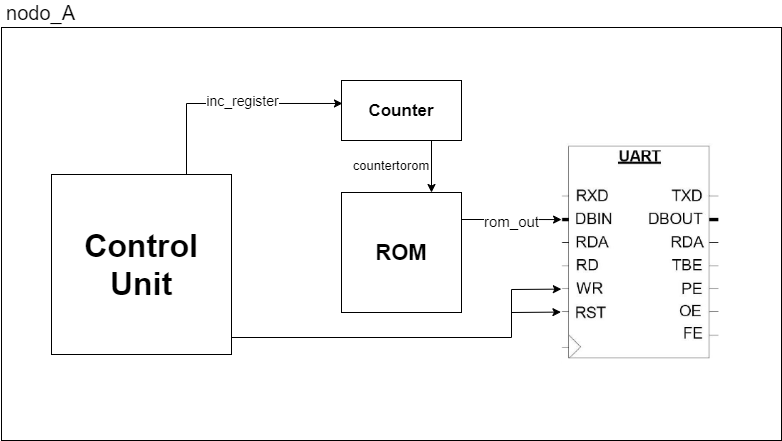 nodo_A
inc_register
Counter
countertorom
Control
Unit
ROM
rom_out
UART
RXD TXD
DBIN DBOUT
RDA RDA
RD TBE
WR PE
RST OE
FE